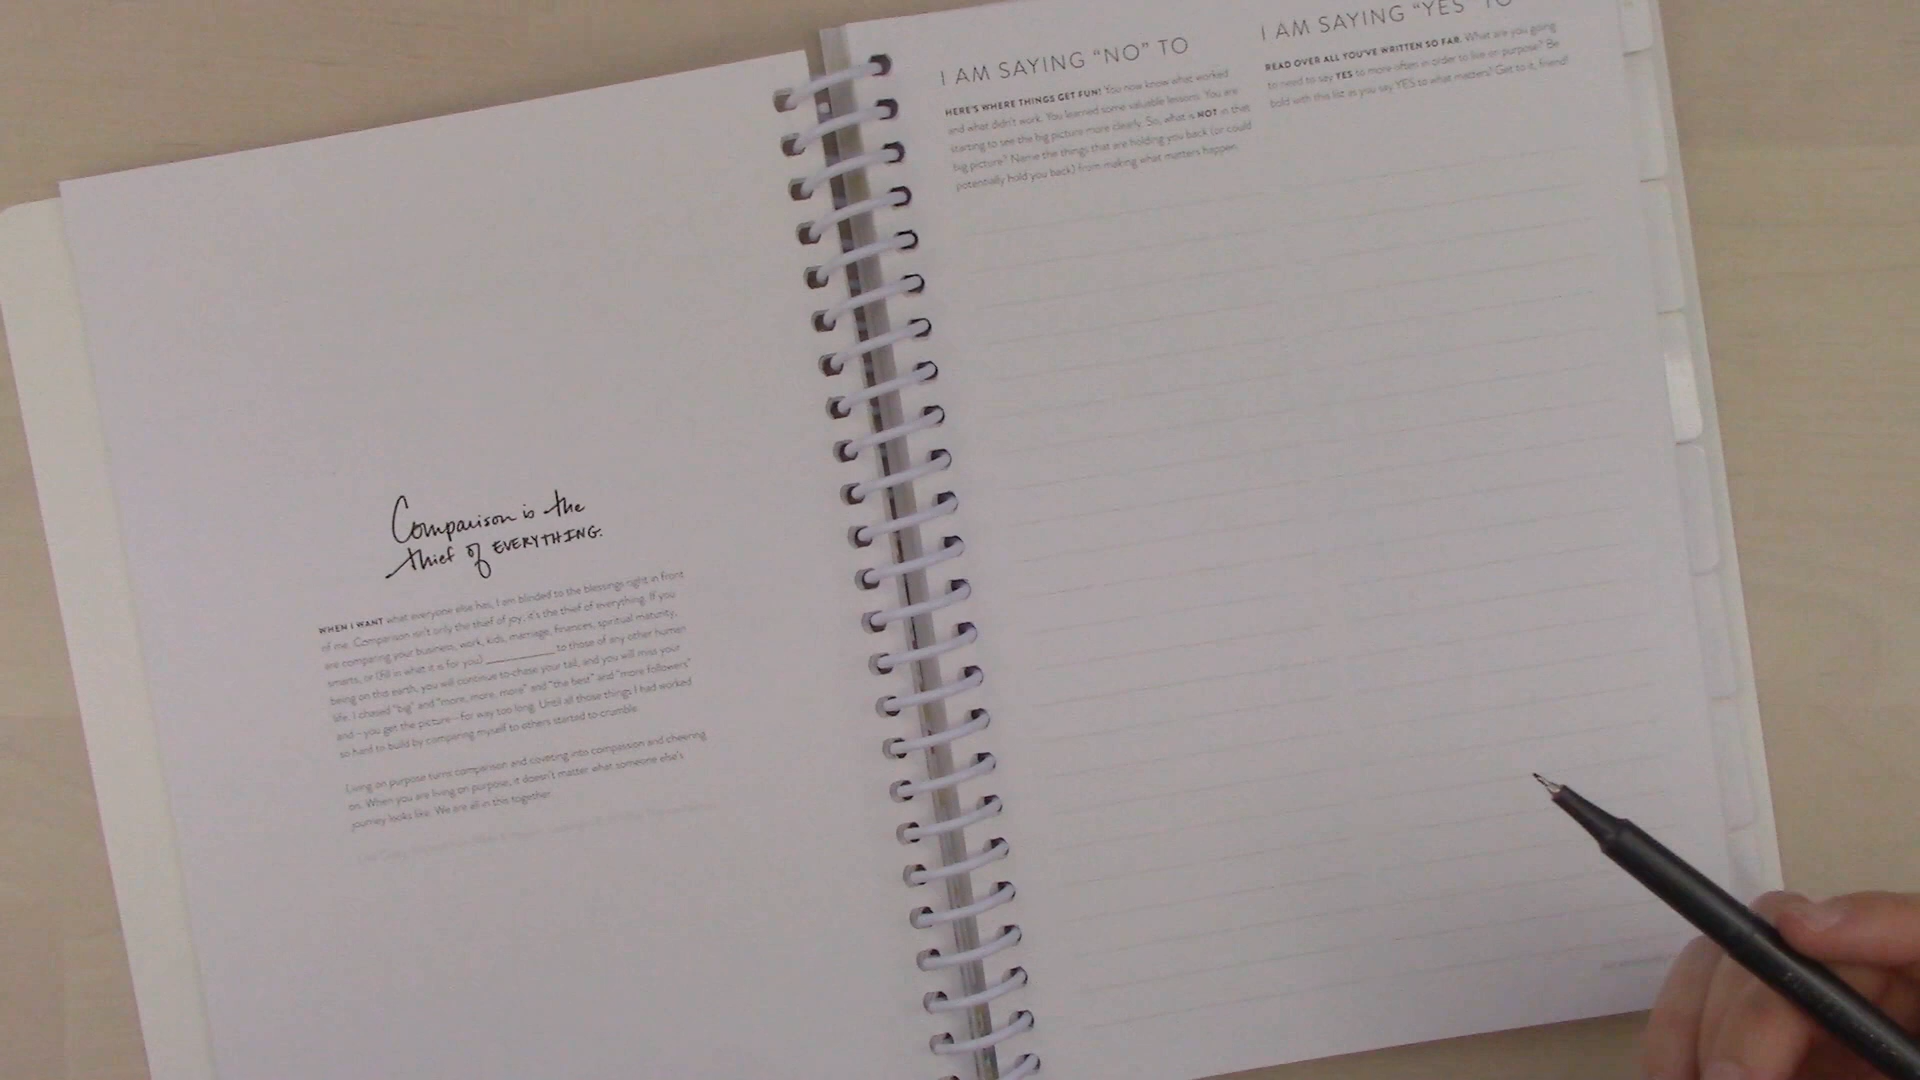 Comparison is the
thief of EVERYTHING.
WHEN I WANT what everyone else has, I am blinded to the blessings right in front
of me. Comparison isn't only the thief of joy; it's the thief of everything. If you
are comparing your business, work, kids, marriage, finances, spiritual maturity,
smarts, or (fill in what it is for you) __________ to those of any other human
being on this earth, you will continue to chase your tail, and you will miss your
life. I chased "big" and "more, more, more" and "the best" and "more followers"
and – you get the picture – for way too long. Until all those things I had worked
so hard to build by comparing myself to others started to crumble.
Living on purpose turns comparison and coveting into compassion and cheering
on. When you are living on purpose, it doesn't matter what someone else's
journey looks like. We are all in this together.
I AM SAYING "NO" TO
HERE'S WHERE THINGS GET FUN! You now know what worked
and what didn't work. You learned some valuable lessons. You are
starting to see the big picture more clearly. So, what is NOT in that
big picture? Name the things that are holding you back (or could
potentially hold you back) from making what matters happen.
I AM SAYING "YES" TO
READ OVER ALL YOU'VE WRITTEN SO FAR. What are you going
to need to say YES to more often in order to live on purpose? Be
bold with this list as you say YES to what matters! Get to it, friend!